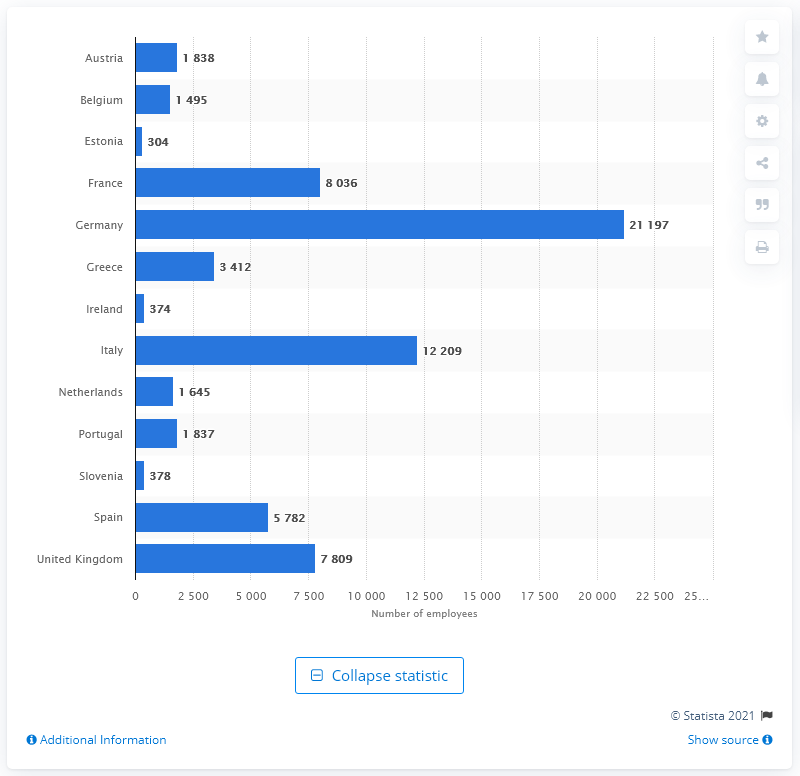 Austria 1 838
Belgium 1 495
Estonia 304
France 8 036
Germany 21 197
Greece 3 412
Ireland 374
Italy 12 209
Netherlands 1 645
Portugal 1 837
Slovenia 378
Spain 5 782
United Kingdom 7 809
0 2 500 5 000 7 500 10 000 12 500 15 000 17 500 20 000 22 500 25...
Number of employees
Collapse statistic
© Statista 2021
Additional Information Show source